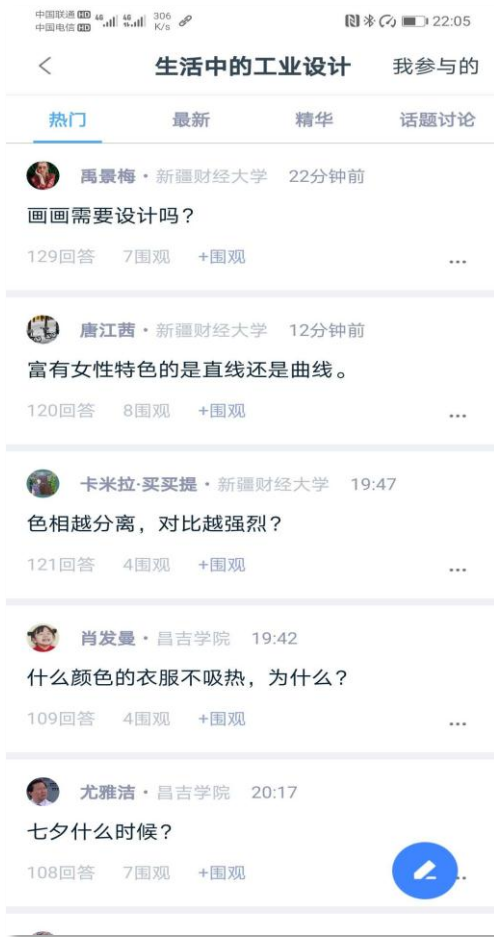 中国联通 HD 4G 4G 306 22:05
中国电信 HD K/s
生活中的工业设计 我参与的
热门 最新 精华 话题讨论
禹景梅·新疆财经大学 22分钟前
画画需要设计吗?
129回答 7围观 +围观 ...
唐江茜·新疆财经大学 12分钟前
富有女性特色的是直线还是曲线。
120回答 8围观 +围观 ...
卡米拉·买买提·新疆财经大学 19:47
色相越分离，对比越强烈?
121回答 4围观 +围观 ...
肖发曼·昌吉学院 19:42
什么颜色的衣服不吸热，为什么?
109回答 4围观 +围观 ...
尤雅洁·昌吉学院 20:17
七夕什么时候?
108回答 7围观 +围观